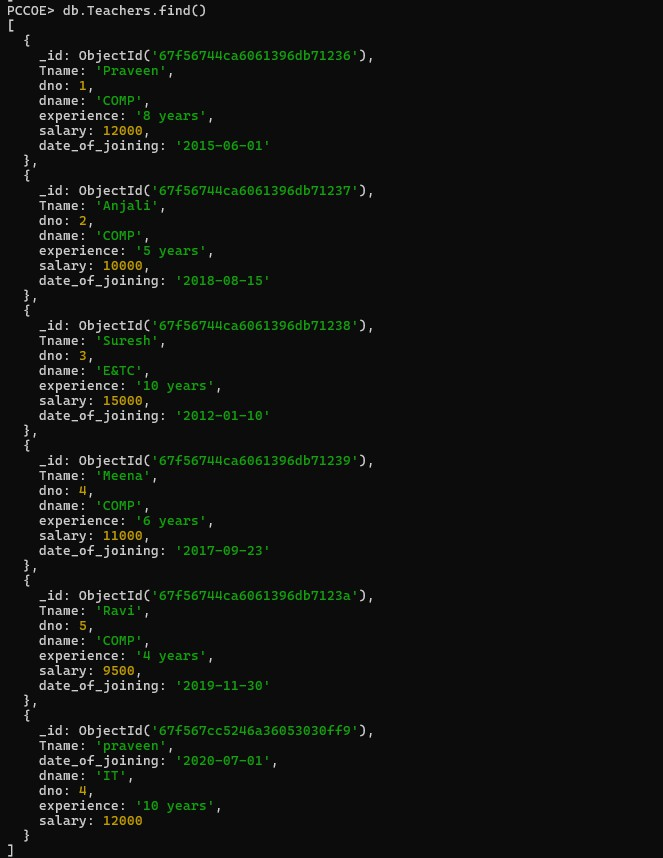 PCCOE> db.Teachers.find()
[
  {
    _id: ObjectId('67f56744ca6061396db71236'),
    Tname: 'Praveen',
    dno: 1,
    dname: 'COMP',
    experience: '8 years',
    salary: 12000,
    date_of_joining: '2015-06-01'
  },
  {
    _id: ObjectId('67f56744ca6061396db71237'),
    Tname: 'Anjali',
    dno: 2,
    dname: 'COMP',
    experience: '5 years',
    salary: 10000,
    date_of_joining: '2018-08-15'
  },
  {
    _id: ObjectId('67f56744ca6061396db71238'),
    Tname: 'Suresh',
    dno: 3,
    dname: 'E&TC',
    experience: '10 years',
    salary: 15000,
    date_of_joining: '2012-01-10'
  },
  {
    _id: ObjectId('67f56744ca6061396db71239'),
    Tname: 'Meena',
    dno: 4,
    dname: 'COMP',
    experience: '6 years',
    salary: 11000,
    date_of_joining: '2017-09-23'
  },
  {
    _id: ObjectId('67f56744ca6061396db7123a'),
    Tname: 'Ravi',
    dno: 5,
    dname: 'COMP',
    experience: '4 years',
    salary: 9500,
    date_of_joining: '2019-11-30'
  },
  {
    _id: ObjectId('67f567cc5246a36053030ff9'),
    Tname: 'praveen',
    date_of_joining: '2020-07-01',
    dname: 'IT',
    dno: 4,
    experience: '10 years',
    salary: 12000
  }
]